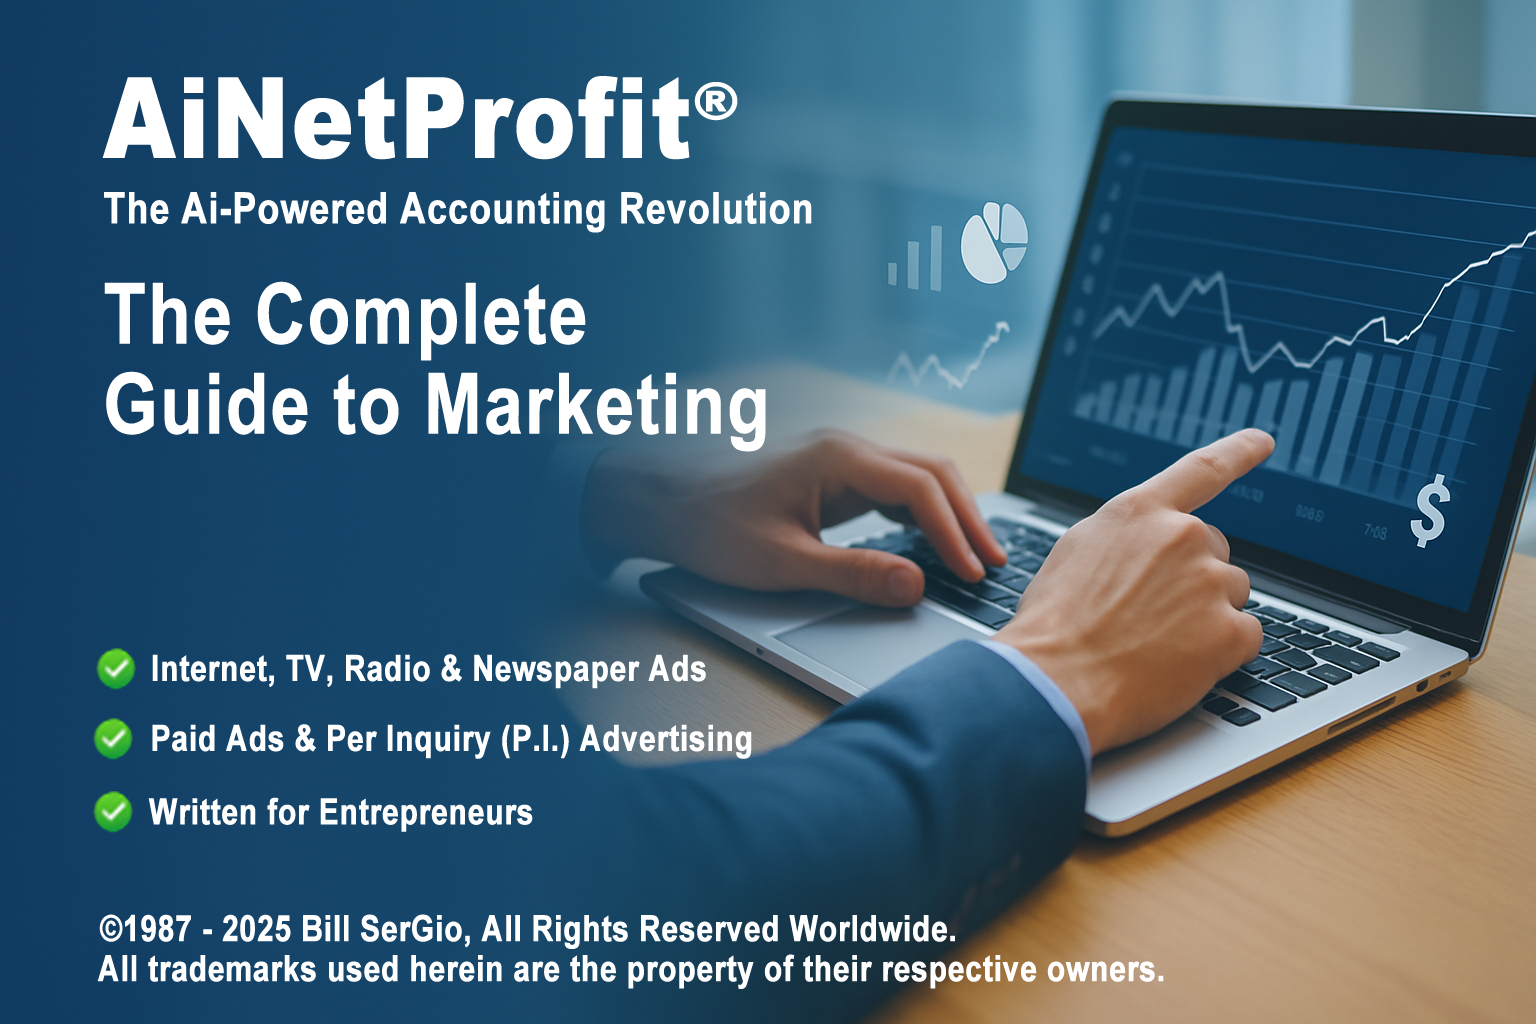 AiNetProfit®
The Ai-Powered Accounting Revolution
The Complete
Guide to Marketing
Internet, TV, Radio & Newspaper Ads
Paid Ads & Per Inquiry (P.I.) Advertising
Written for Entrepreneurs
©1987 - 2025 Bill SerGio, All Rights Reserved Worldwide.
All trademarks used herein are the property of their respective owners.
$